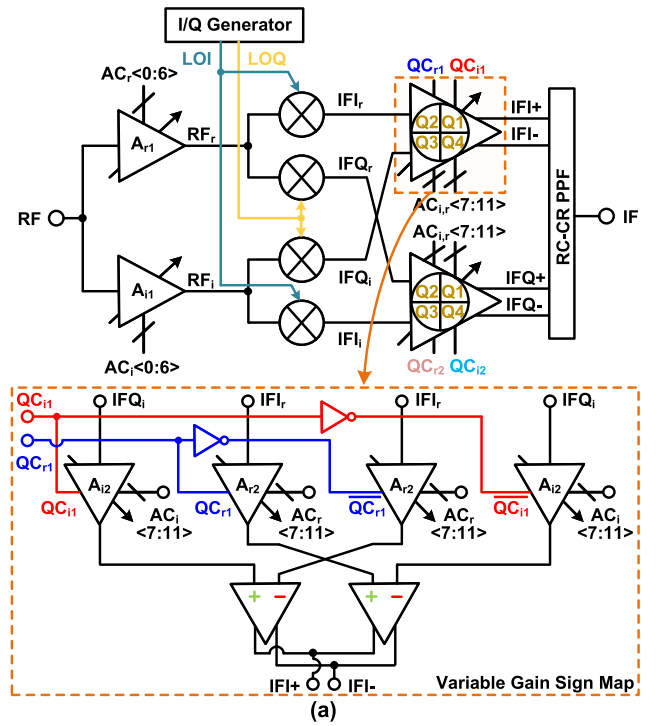 I/Q Generator
LOI LOQ
ACr<0:6>
QCr1 QCi1
Ar1
RFr
IFIr
Q2 Q1
Q3 Q4
IFI+
IFI-
IFQr
ACi,r<7:11>
RF
RC-CR PPF
IF
ACi,r<7:11>
Ai1
RFi
IFQi
Q2 Q1
Q3 Q4
IFQ+
IFQ-
ACi<0:6>
IFIi
QCr2 QCi2
QCi1
IFQi IFIr IFIr IFQi
QCr1
Ai2 Ar2 Ar2 Ai2
QCi1 QCr1 Q̅C̅r1 Q̅C̅i1
ACi ACr ACr ACi
<7:11> <7:11> <7:11> <7:11>
+ - + -
IFI+ IFI-
Variable Gain Sign Map
(a)